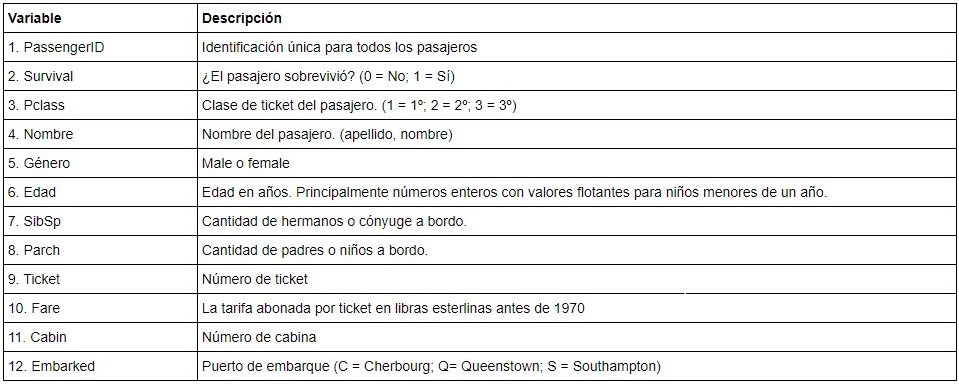 Variable Descripción
1. PassengerID Identificación única para todos los pasajeros
2. Survival ¿El pasajero sobrevivió? (0 = No; 1 = Sí)
3. Pclass Clase de ticket del pasajero. (1 = 1º; 2 = 2º; 3 = 3º)
4. Nombre Nombre del pasajero. (apellido, nombre)
5. Género Male o female
6. Edad Edad en años. Principalmente números enteros con valores flotantes para niños menores de un año.
7. SibSp Cantidad de hermanos o cónyuge a bordo.
8. Parch Cantidad de padres o niños a bordo.
9. Ticket Número de ticket
10. Fare La tarifa abonada por ticket en libras esterlinas antes de 1970
11. Cabin Número de cabina
12. Embarked Puerto de embarque (C = Cherbourg; Q= Queenstown; S = Southampton)